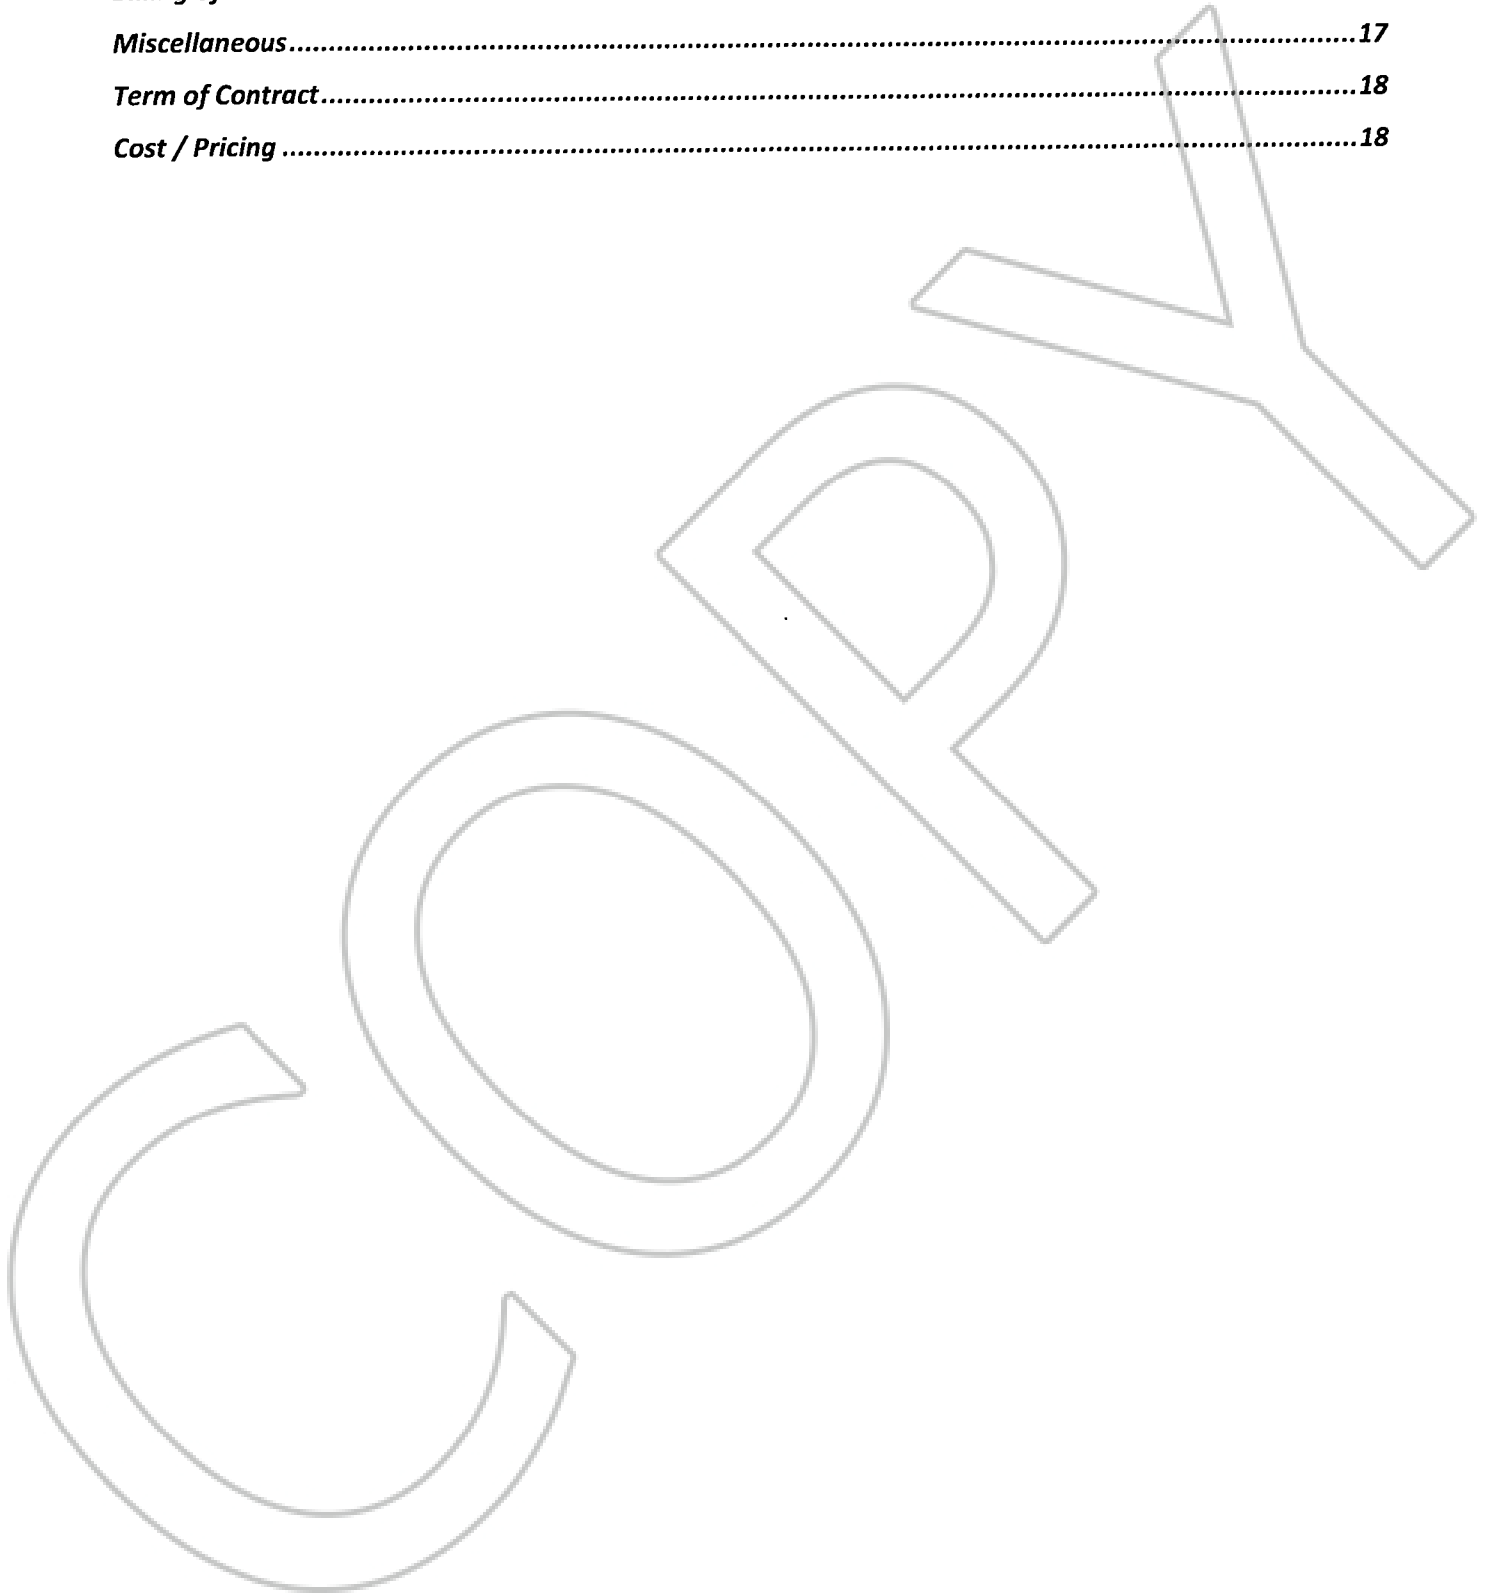 Miscellaneous....................17
Term of Contract....................18
Cost / Pricing ....................18
COPY